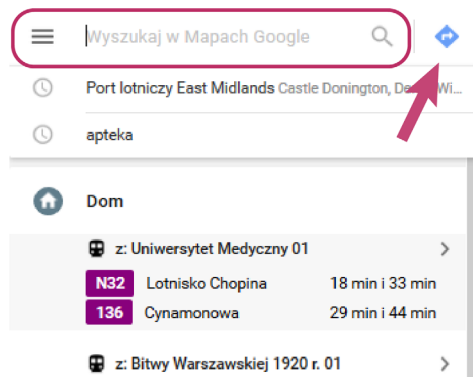 Wyszukaj w Mapach Google
Port lotniczy East Midlands Castle Donington, Wi...
apteka
Dom
z: Uniwersytet Medyczny 01
N32 Lotnisko Chopina 18 min i 33 min
136 Cynamonowa 29 min i 44 min
z: Bitwy Warszawskiej 1920 r. 01